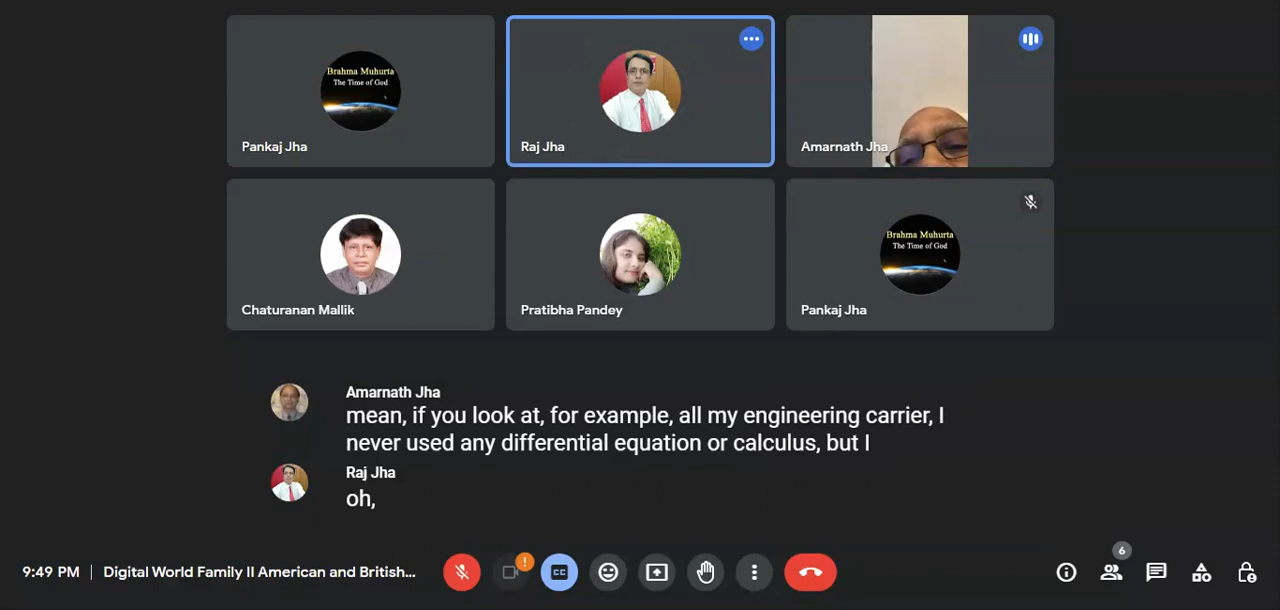 Brahma Muhurta
The Time of God
Pankaj Jha
Raj Jha
Amarnath Jha
Chaturanan Mallik
Pratibha Pandey
Brahma Muhurta
The Time of God
Pankaj Jha
Amarnath Jha
mean, if you look at, for example, all my engineering carrier, I
never used any differential equation or calculus, but I
Raj Jha
oh,
6
9:49 PM | Digital World Family II American and British...
! CC